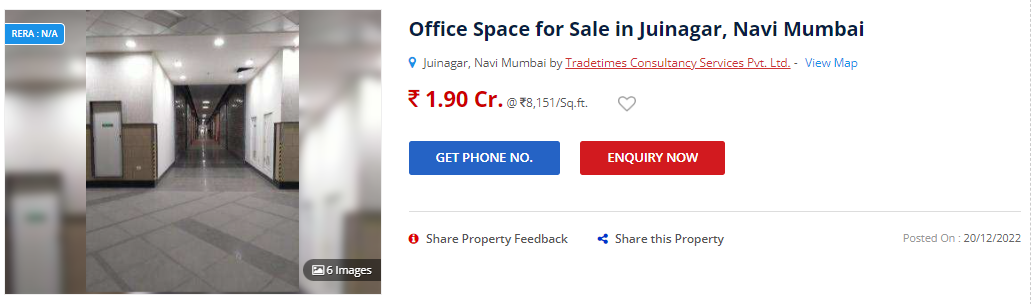 RERA : N/A
Office Space for Sale in Juinagar, Navi Mumbai
Juinagar, Navi Mumbai by Tradetimes Consultancy Services Pvt. Ltd. - View Map
₹ 1.90 Cr. @ ₹8,151/Sq.ft.
GET PHONE NO. ENQUIRY NOW
6 Images
Share Property Feedback Share this Property Posted On : 20/12/2022